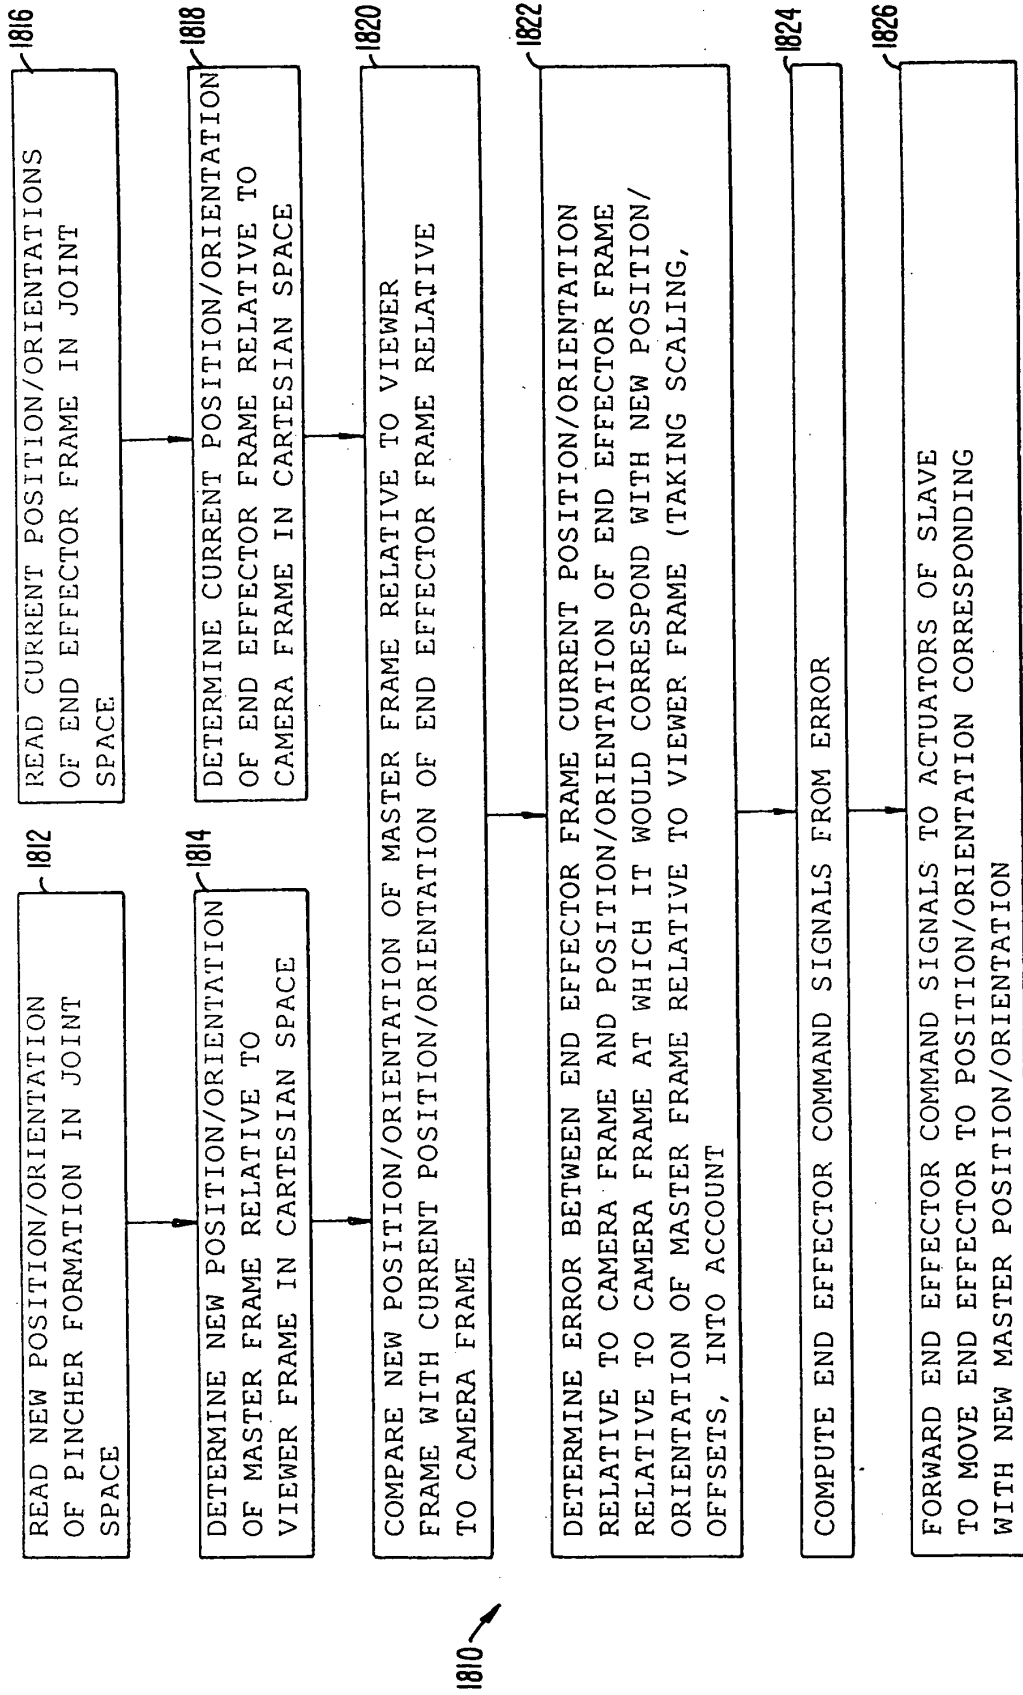 1810
1812
READ NEW POSITION/ORIENTATION
OF PINCHER FORMATION IN JOINT
SPACE
1816
READ CURRENT POSITION/ORIENTATIONS
OF END EFFECTOR FRAME IN JOINT
SPACE
1814
DETERMINE NEW POSITION/ORIENTATION
OF MASTER FRAME RELATIVE TO
VIEWER FRAME IN CARTESIAN SPACE
1818
DETERMINE CURRENT POSITION/ORIENTATION
OF END EFFECTOR FRAME RELATIVE TO
CAMERA FRAME IN CARTESIAN SPACE
1820
COMPARE NEW POSITION/ORIENTATION OF MASTER FRAME RELATIVE TO VIEWER
FRAME WITH CURRENT POSITION/ORIENTATION OF END EFFECTOR FRAME RELATIVE
TO CAMERA FRAME
1822
DETERMINE ERROR BETWEEN END EFFECTOR FRAME CURRENT POSITION/ORIENTATION
RELATIVE TO CAMERA FRAME AND POSITION/ORIENTATION OF END EFFECTOR FRAME
RELATIVE TO CAMERA FRAME AT WHICH IT WOULD CORRESPOND WITH NEW POSITION/
ORIENTATION OF MASTER FRAME RELATIVE TO VIEWER FRAME (TAKING SCALING,
OFFSETS, INTO ACCOUNT
1824
COMPUTE END EFFECTOR COMMAND SIGNALS FROM ERROR
1826
FORWARD END EFFECTOR COMMAND SIGNALS TO ACTUATORS OF SLAVE
TO MOVE END EFFECTOR TO POSITION/ORIENTATION CORRESPONDING
WITH NEW MASTER POSITION/ORIENTATION